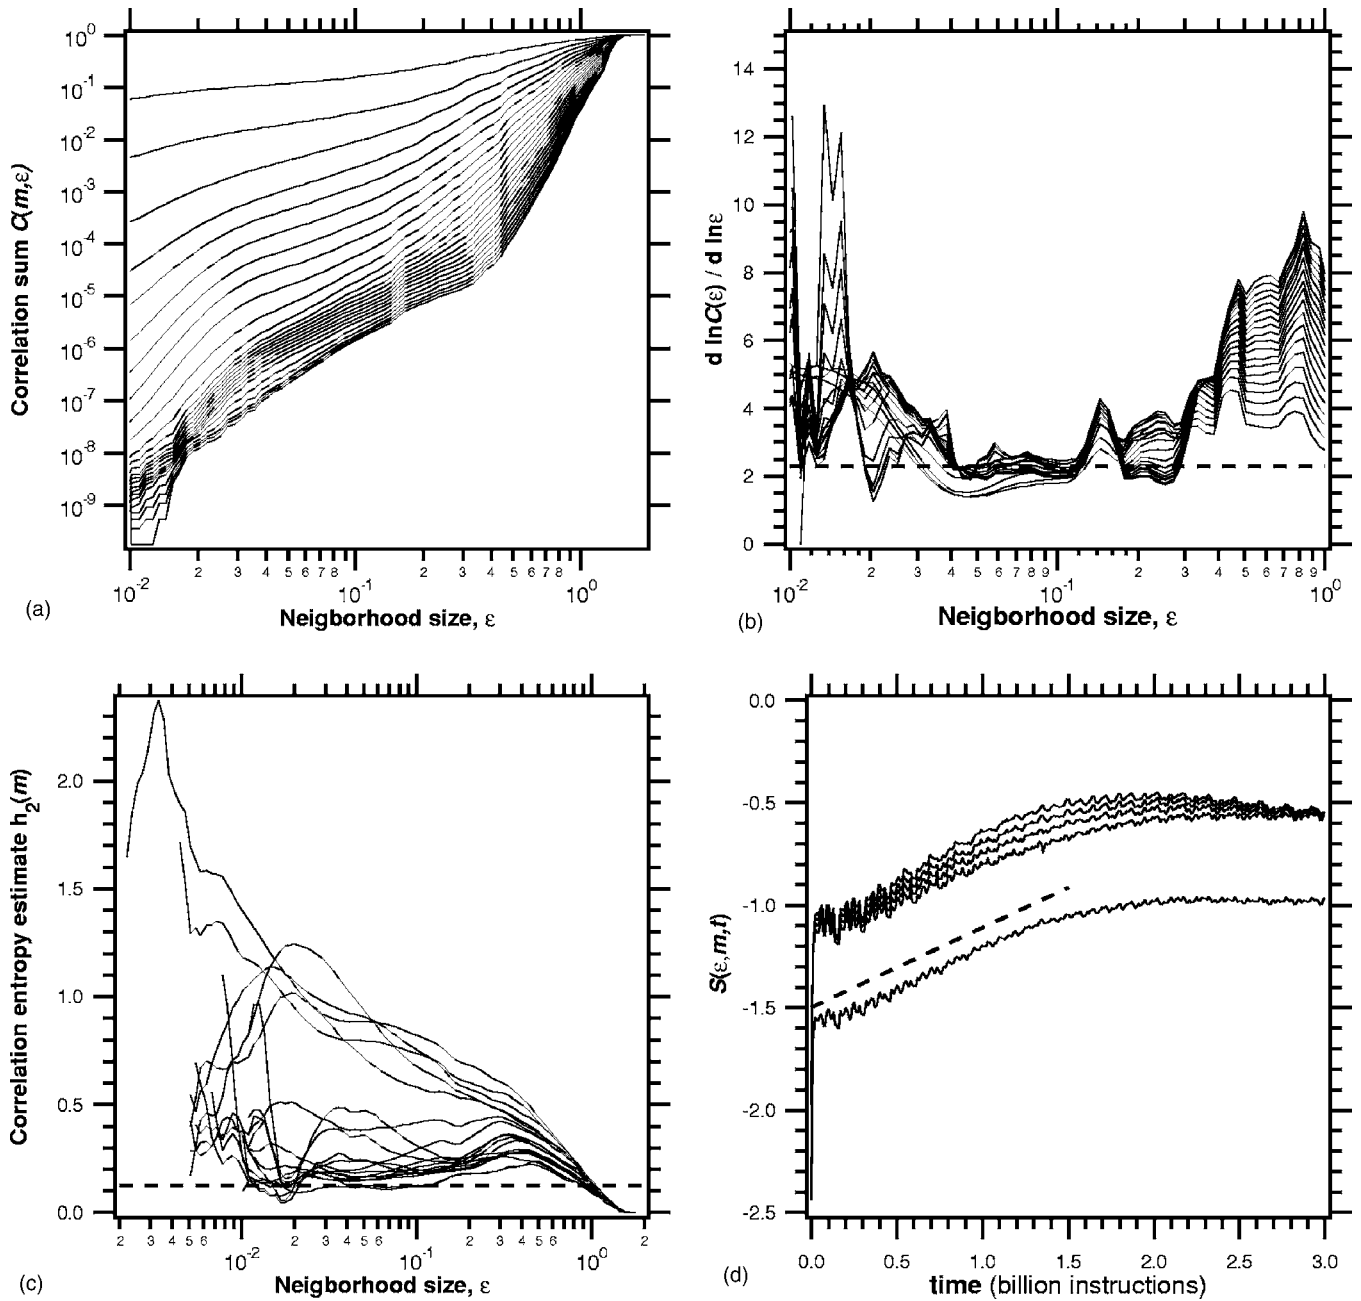 10^0
10^-1
10^-2
10^-3
10^-4
10^-5
10^-6
10^-7
10^-8
10^-9
Correlation sum C(m,ε)
10^-2 2 3 4 5 6 7 8 10^-1 2 3 4 5 6 7 8 10^0
Neigborhood size, ε
(a)
14
12
10
8
6
4
2
0
d lnC(ε) / d lnε
10^-2 2 3 4 5 6 7 8 9 10^-1 2 3 4 5 6 7 8 9 10^0
Neigborhood size, ε
(b)
2.0
1.5
1.0
0.5
0.0
Correlation entropy estimate h_2(m)
2 3 4 5 6 10^-2 2 3 4 5 6 10^-1 2 3 4 5 6 10^0 2
Neigborhood size, ε
(c)
0.0
-0.5
-1.0
-1.5
-2.0
-2.5
S(ε,m,t)
0.0 0.5 1.0 1.5 2.0 2.5 3.0
time (billion instructions)
(d)